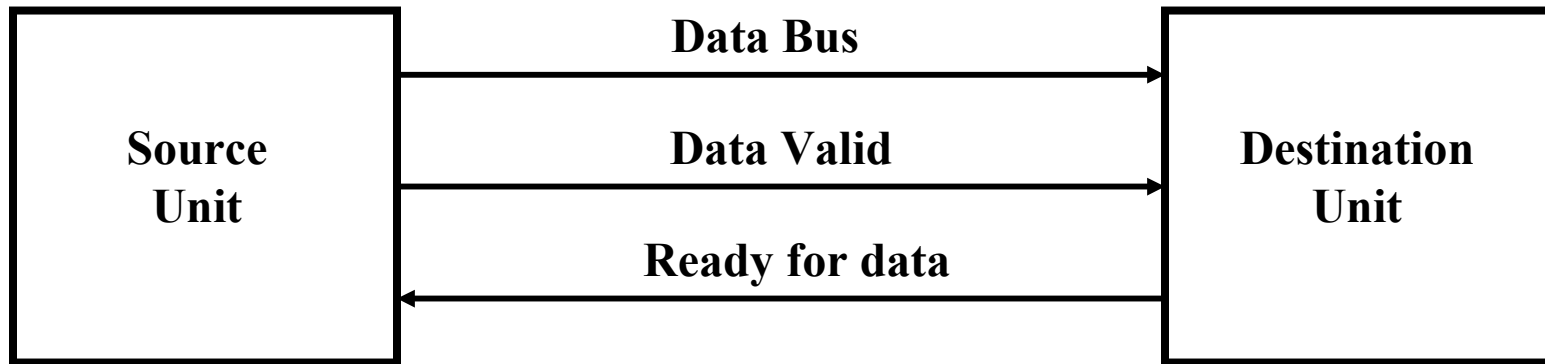 Data Bus
Source
Unit
Data Valid
Destination
Unit
Ready for data